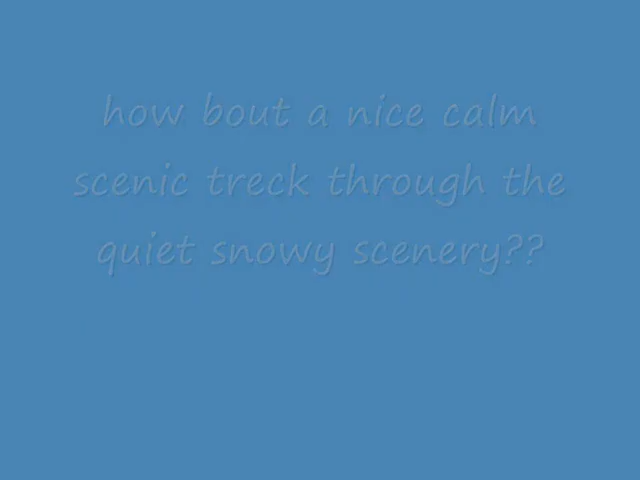 how bout a nice calm
scenic treck through the
quiet snowy scenery??